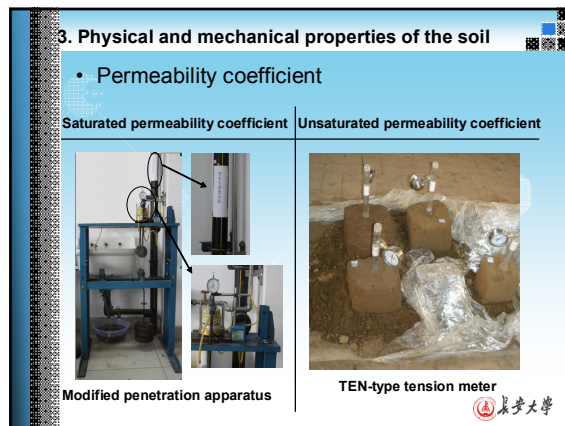 3. Physical and mechanical properties of the soil
• Permeability coefficient
Saturated permeability coefficient
Unsaturated permeability coefficient
Modified penetration apparatus
TEN-type tension meter
长安大学